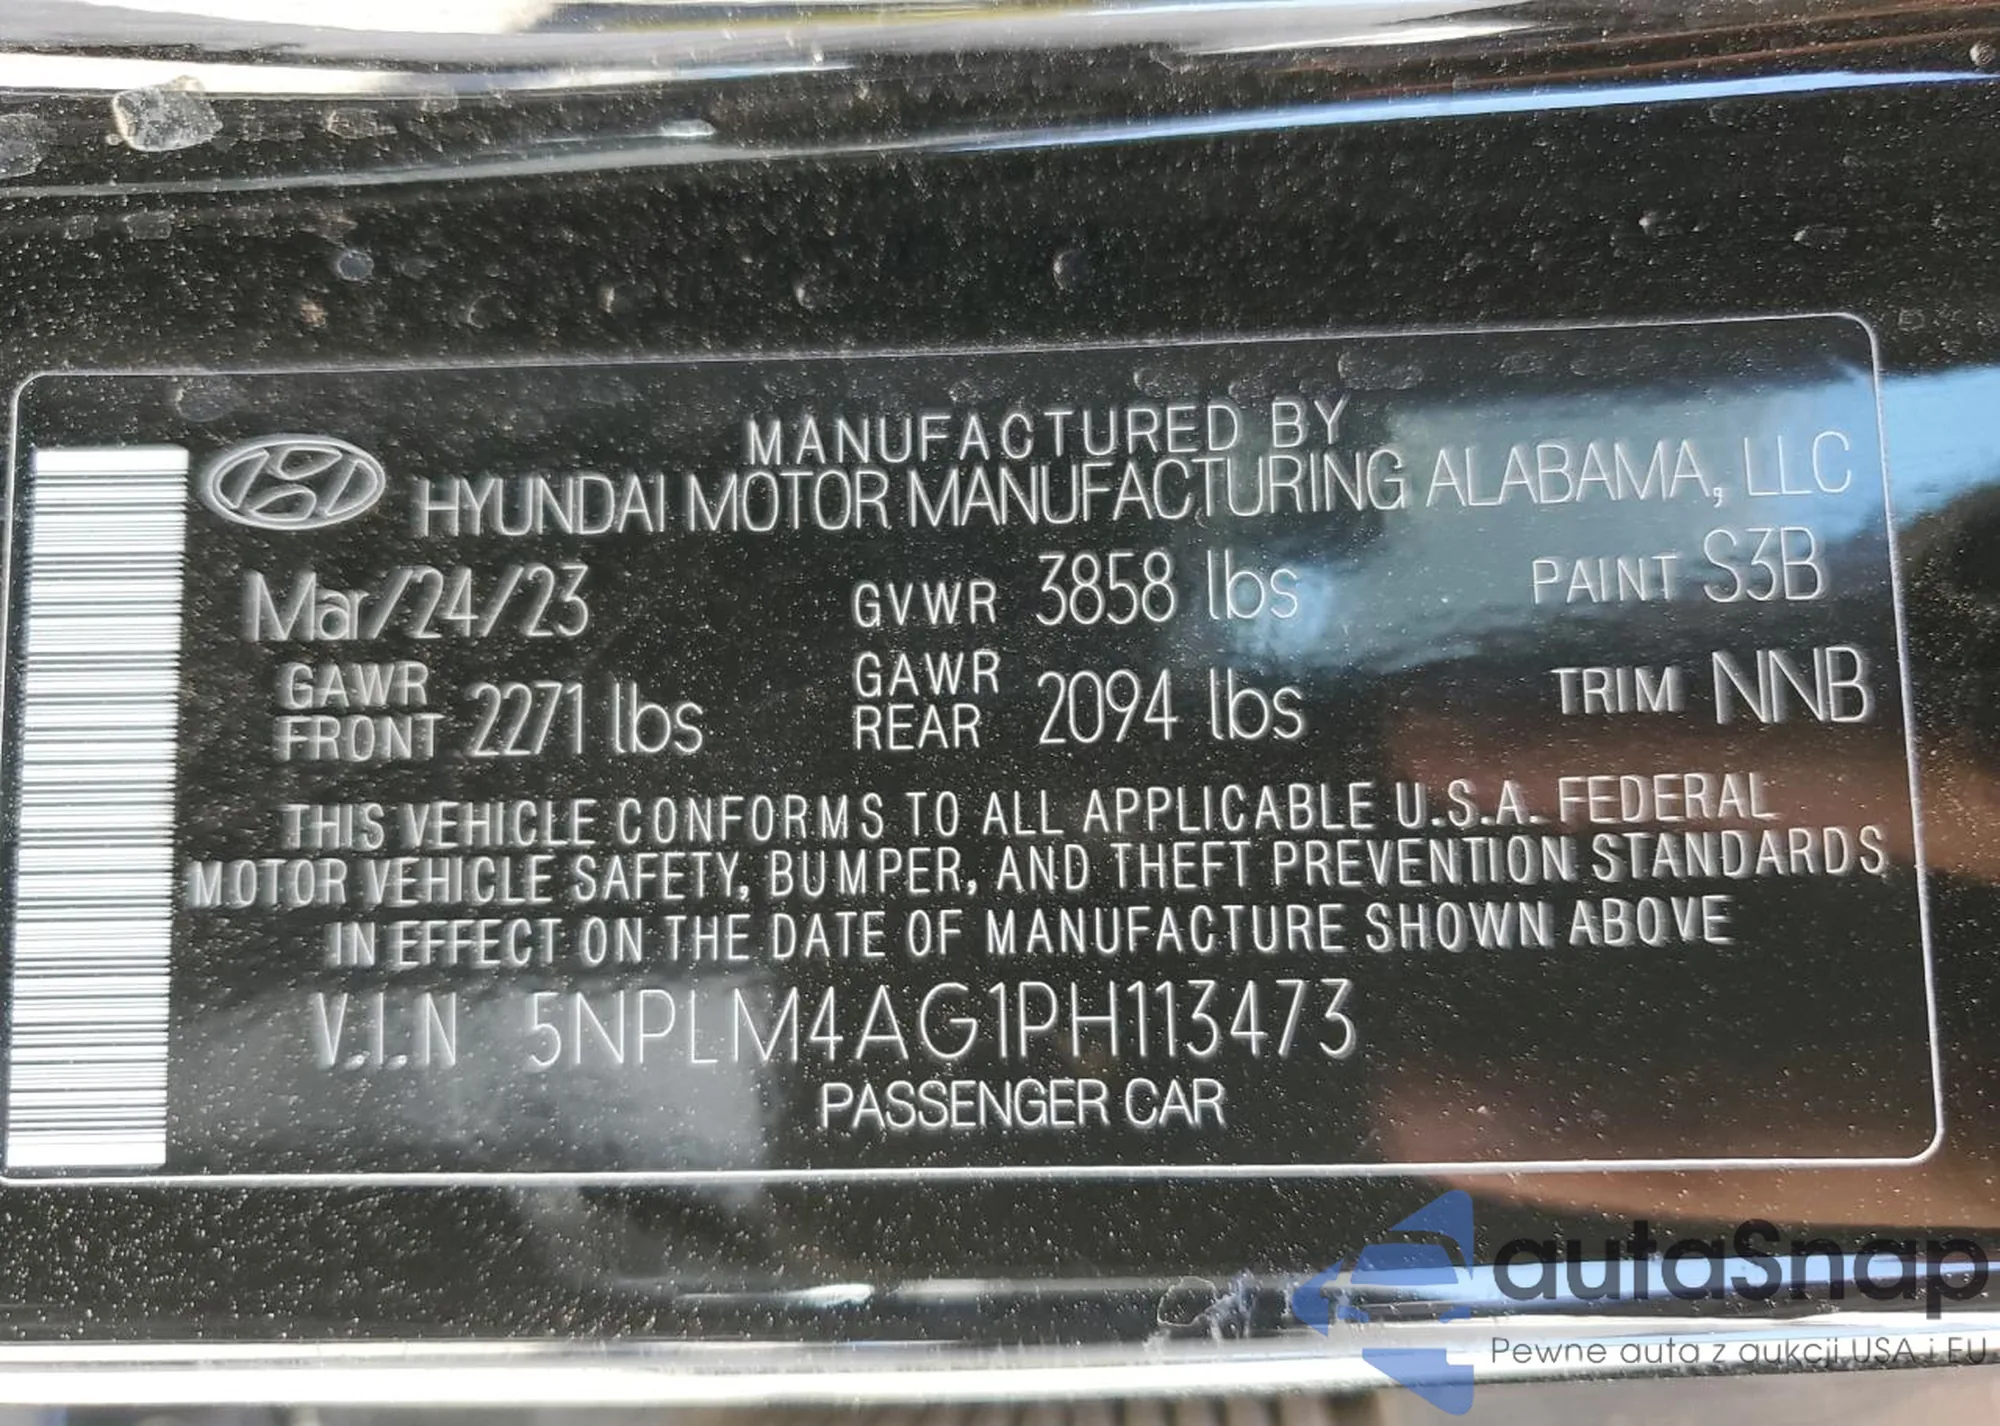 MANUFACTURED BY
HYUNDAI MOTOR MANUFACTURING ALABAMA, LLC
Mar/24/23 GVWR 3858 lbs PAINT S3B
GAWR FRONT 2271 lbs GAWR REAR 2094 lbs TRIM NNB
THIS VEHICLE CONFORMS TO ALL APPLICABLE U.S.A. FEDERAL
MOTOR VEHICLE SAFETY, BUMPER, AND THEFT PREVENTION STANDARDS
IN EFFECT ON THE DATE OF MANUFACTURE SHOWN ABOVE
V.I.N 5NPLM4AG1PH113473
PASSENGER CAR
autaSnap
Pewne auta z aukcji USA i EU